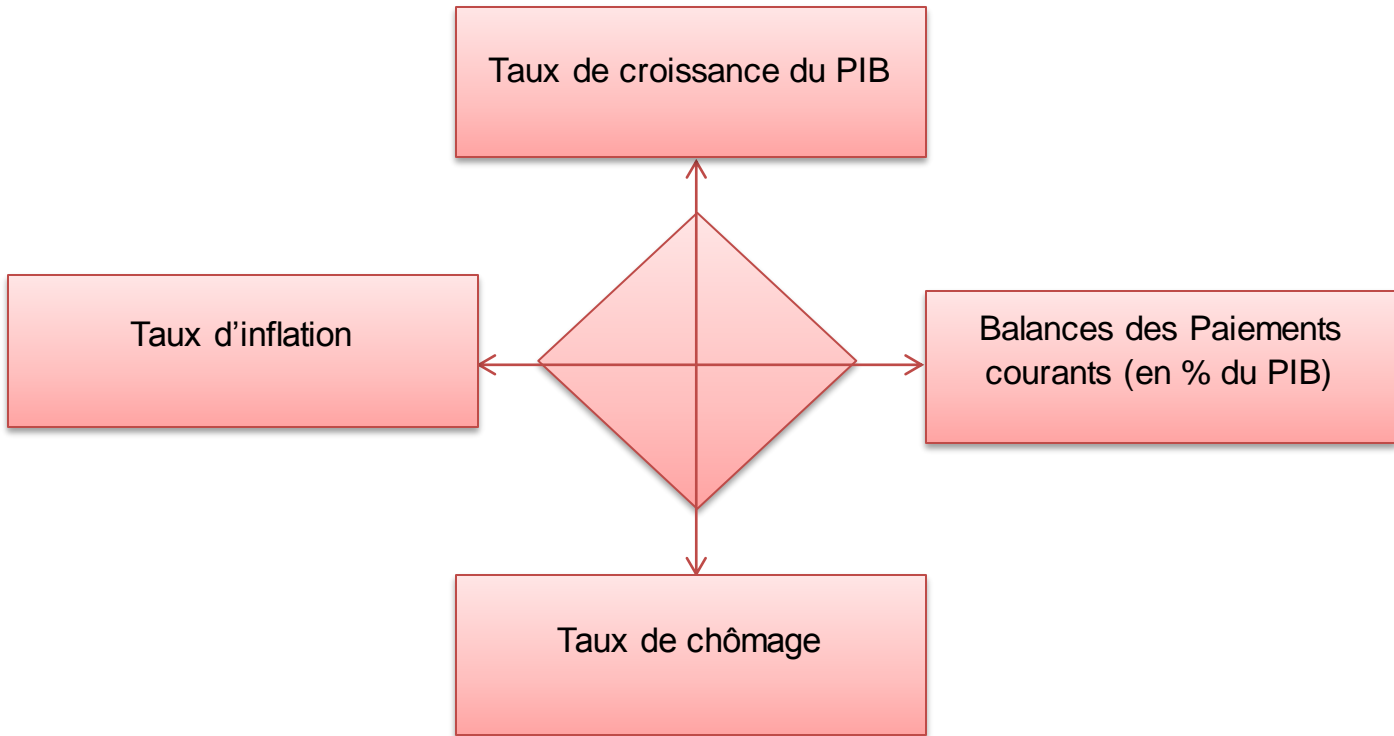 Taux de croissance du PIB
Taux d’inflation
Balances des Paiements
courants (en % du PIB)
Taux de chômage